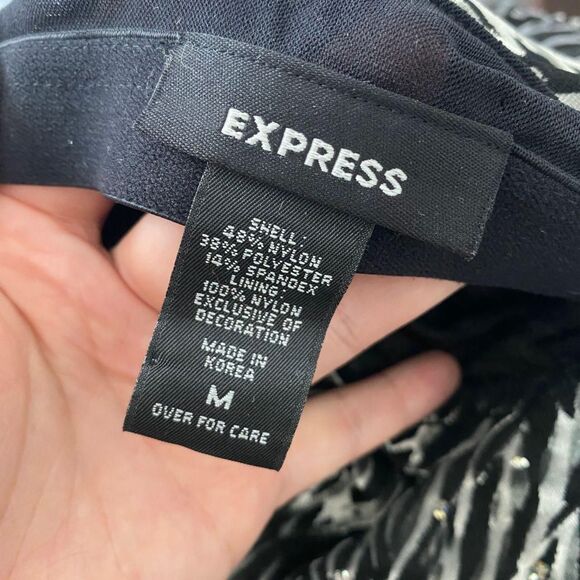 EXPRESS
SHELL:
48% NYLON
38% POLYESTER
14% SPANDEX
LINING:
100% NYLON
EXCLUSIVE OF
DECORATION
MADE IN
KOREA
M
OVER FOR CARE